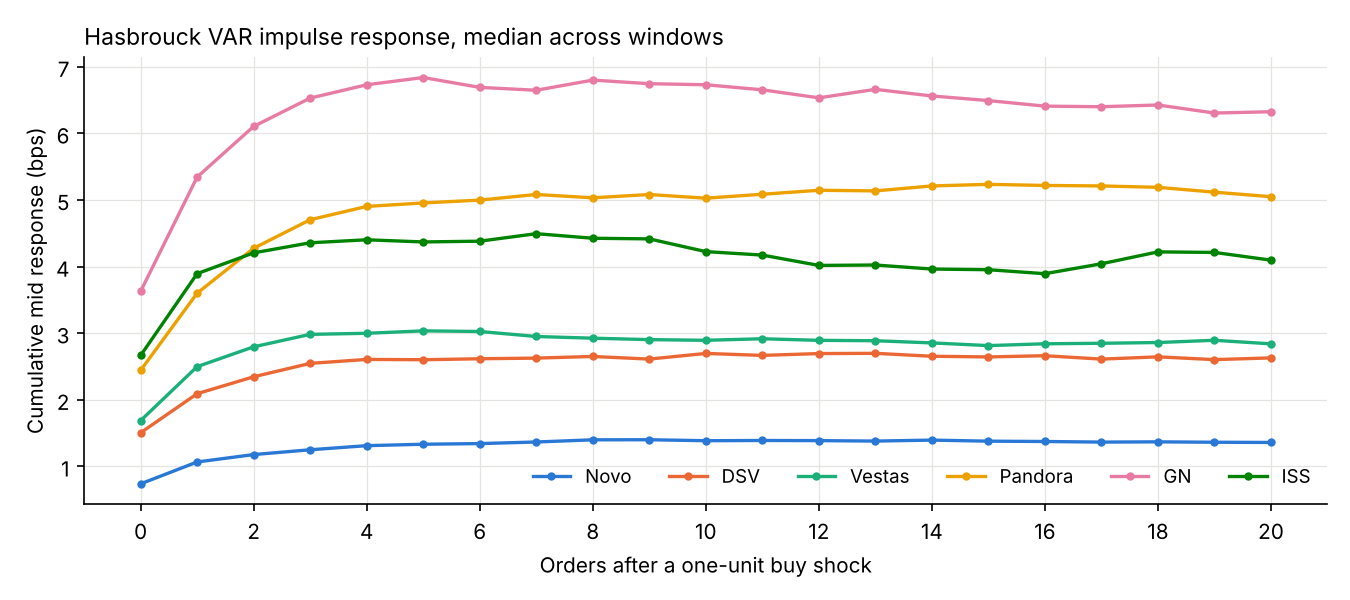 Hasbrouck VAR impulse response, median across windows
Cumulative mid response (bps)
7
6
5
4
3
2
1
Novo DSV Vestas Pandora GN ISS
0 2 4 6 8 10 12 14 16 18 20
Orders after a one-unit buy shock